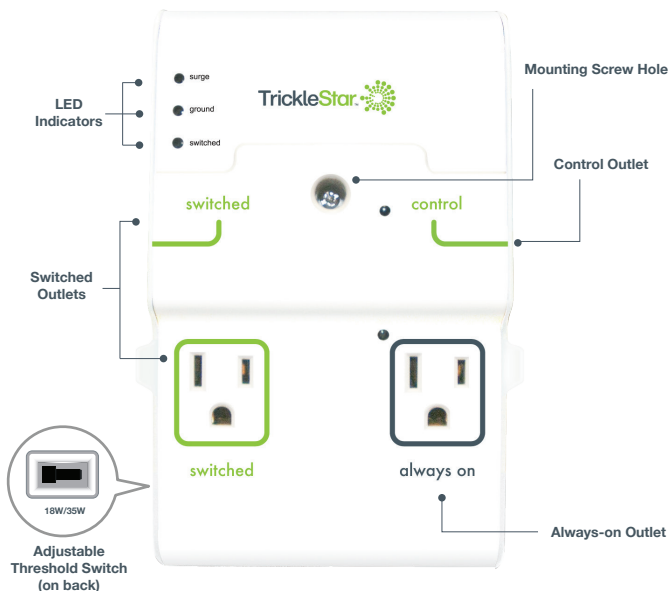 surge
ground
switched
TrickleStar
LED
Indicators
Mounting Screw Hole
Control Outlet
switched
control
Switched
Outlets
switched
always on
18W/35W
Adjustable
Threshold Switch
(on back)
Always-on Outlet